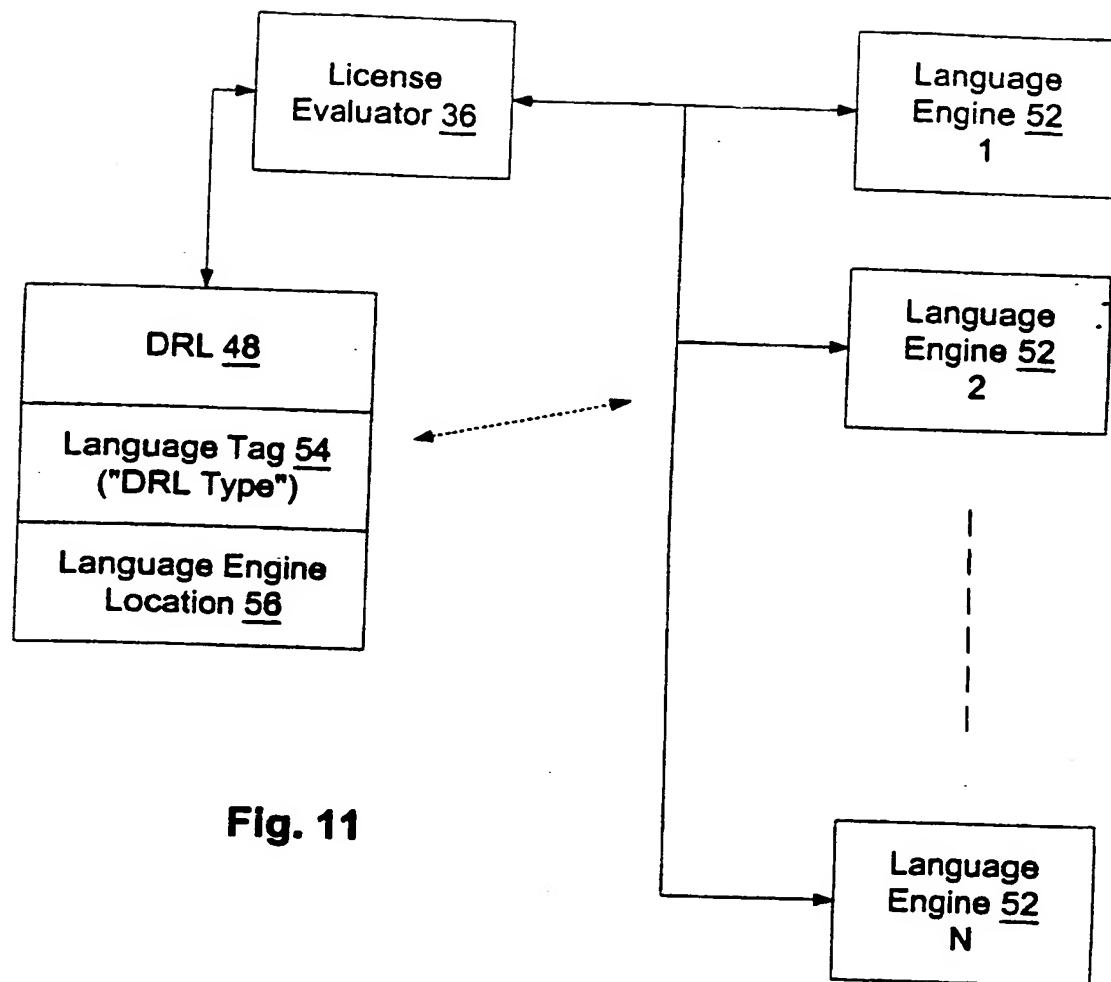 License
Evaluator 36
Language
Engine 52
1
DRL 48
Language Tag 54
("DRL Type")
Language Engine
Location 56
Language
Engine 52
2
Fig. 11
Language
Engine 52
N